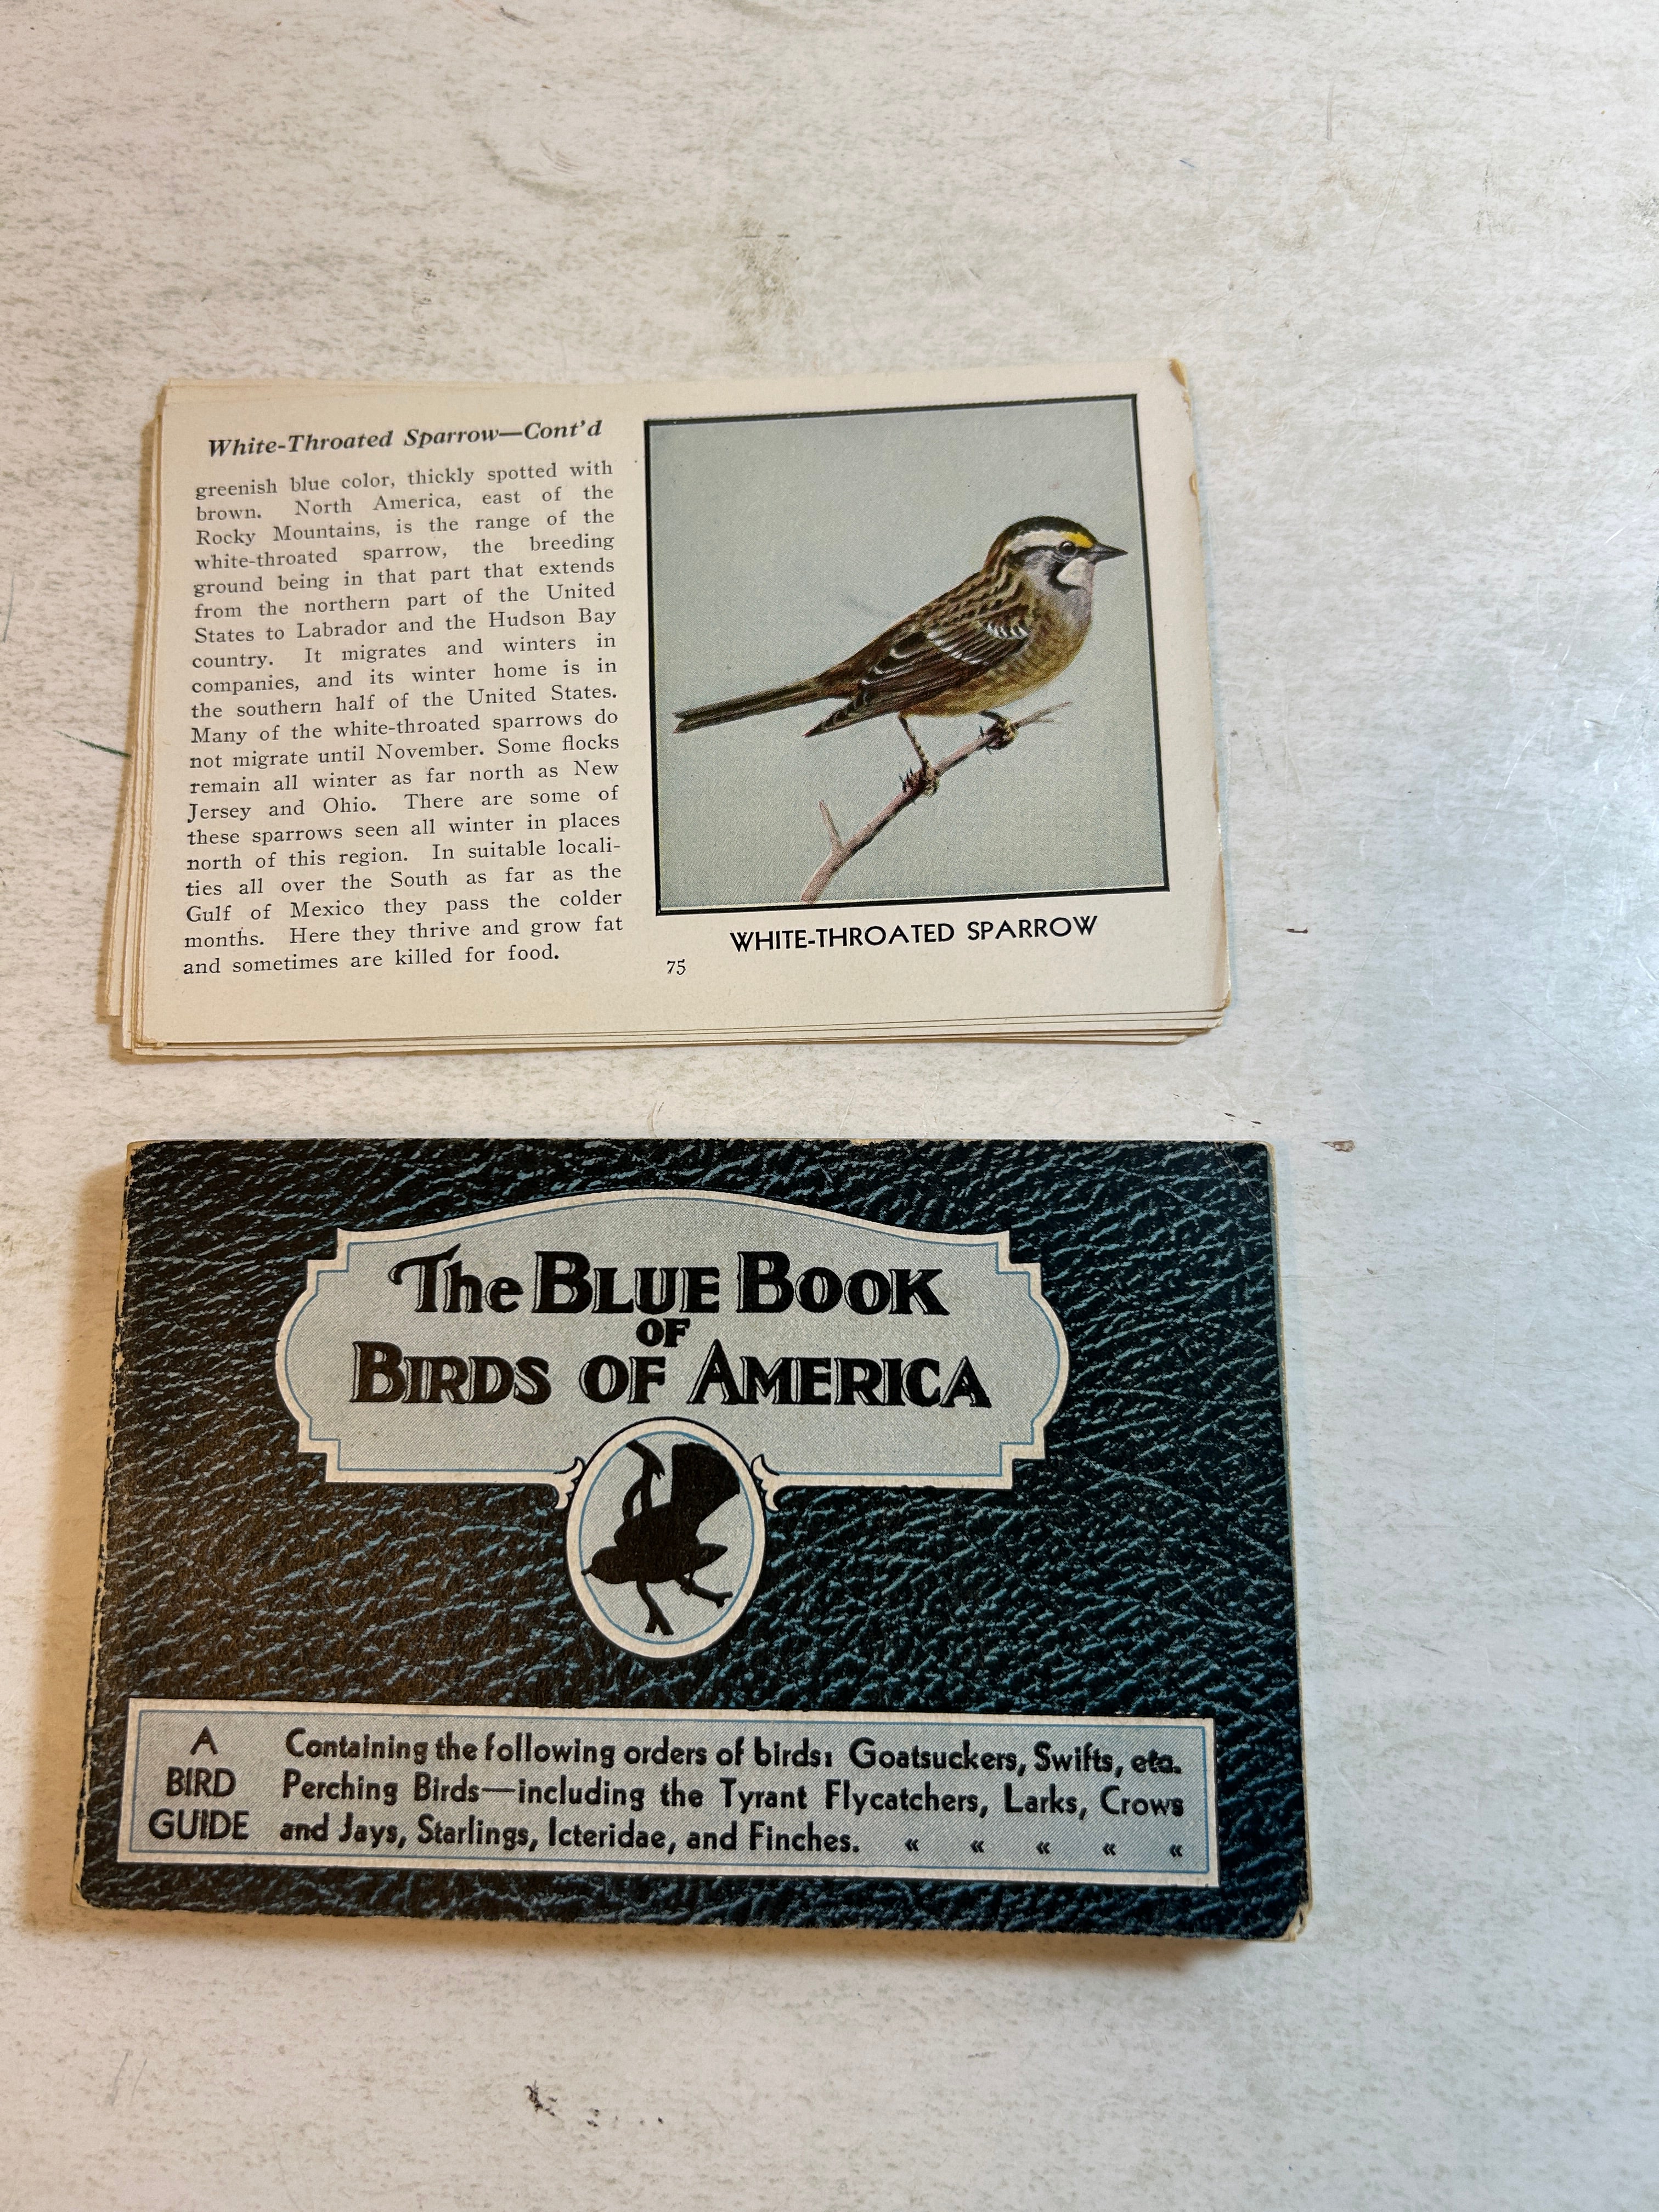 White-Throated Sparrow—Cont'd
greenish blue color, thickly spotted with
brown. North America, east of the
Rocky Mountains, is the range of the
white-throated sparrow, the breeding
ground being in that part that extends
from the northern part of the United
States to Labrador and the Hudson Bay
country. It migrates and winters in
companies, and its winter home is in
the southern half of the United States.
Many of the white-throated sparrows do
not migrate until November. Some flocks
remain all winter as far north as New
Jersey and Ohio. There are some of
these sparrows seen all winter in places
north of this region. In suitable locali-
ties all over the South as far as the
Gulf of Mexico they pass the colder
months. Here they thrive and grow fat
and sometimes are killed for food.
WHITE-THROATED SPARROW
75
The BLUE BOOK
OF
BIRDS OF AMERICA
A
BIRD
GUIDE
Containing the following orders of birds: Goatsuckers, Swifts, etc.
Perching Birds—including the Tyrant Flycatchers, Larks, Crows
and Jays, Starlings, Icteridae, and Finches. « « « « «